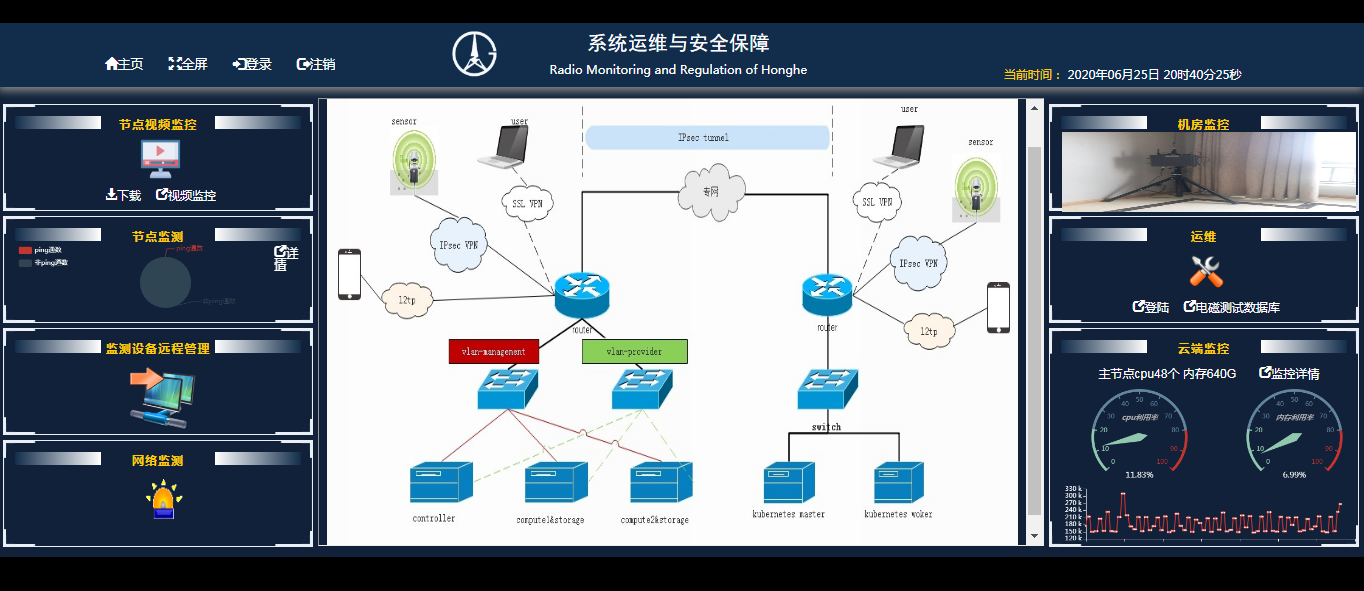 主页 全屏 登录 注销
系统运维与安全保障
Radio Monitoring and Regulation of Honghe
当前时间： 2020年06月25日 20时40分25秒
节点视频监控
下载 视频监控
节点监测
ping函数
非ping函数
ping函数
非ping函数
详情
监测设备远程管理
网络监测
sensor
user
IPsec tunnel
user
sensor
专网
SSL VPN
SSL VPN
IPsec VPN
IPsec VPN
l2tp
l2tp
router
router
vlan-management
vlan-provider
switch
controller
compute1&storage
compute2&storage
kubernetes master
kubernetes woker
机房监控
运维
登陆 电磁测试数据库
云端监控
主节点cpu48个 内存640G 监控详情
cpu利用率
0 10 20 30 40 50 60 70 80 90 100
11.83%
内存利用率
0 10 20 30 40 50 60 70 80 90 100
6.99%
330 k
300 k
270 k
240 k
210 k
180 k
150 k
120 k